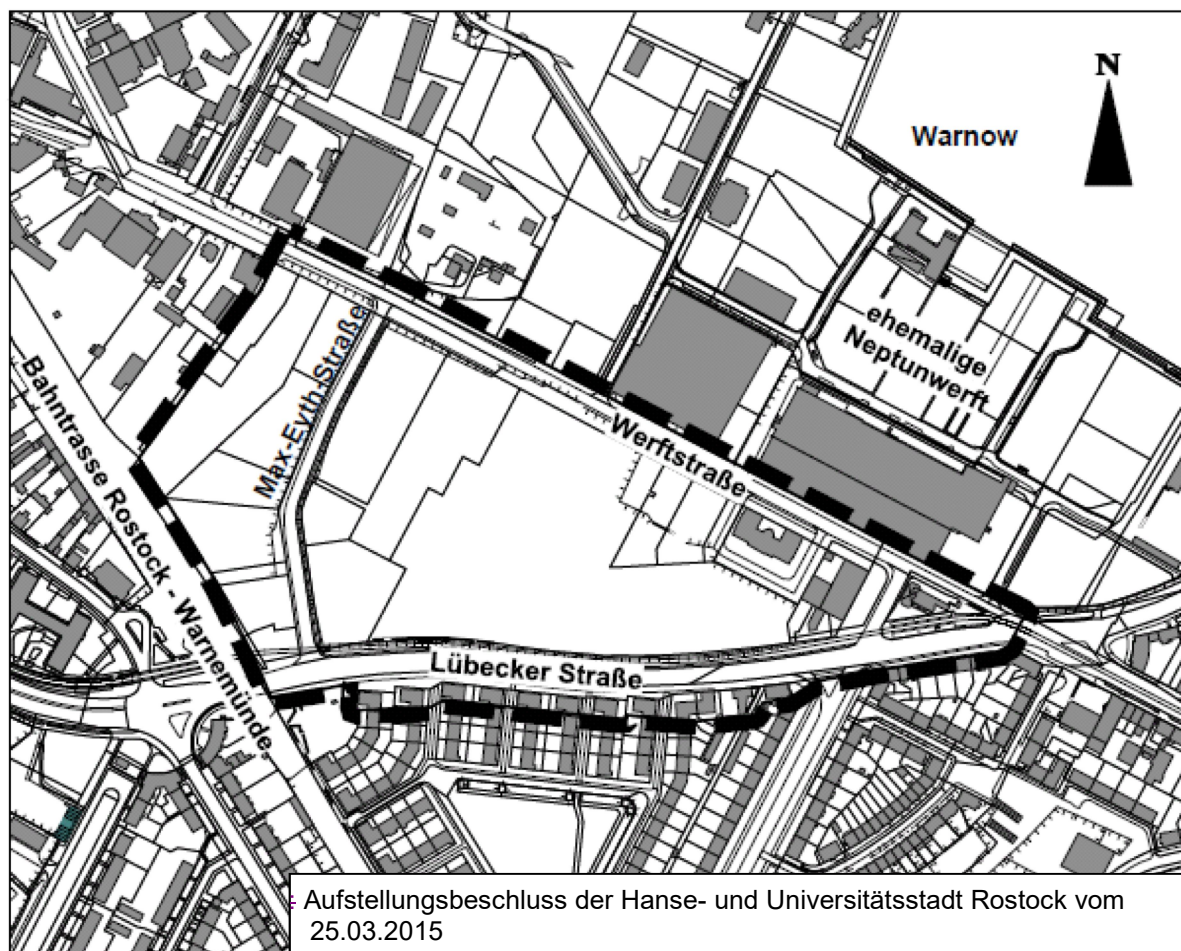 N
Warnow
ehemalige
Neptunwerft
Max-Eyth-Straße
Bahntrasse Rostock - Warnemünde
Werftstraße
Lübecker Straße
Aufstellungsbeschluss der Hanse- und Universitätsstadt Rostock vom
25.03.2015